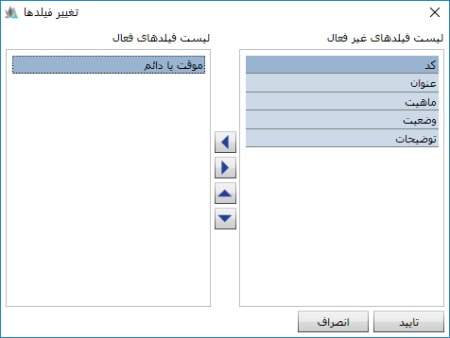 تغییر فیلدها
لیست فیلدهای غیر فعال
کد
عنوان
ماهیت
وضعیت
توضیحات
لیست فیلدهای فعال
موقت یا دائم
تایید
انصراف